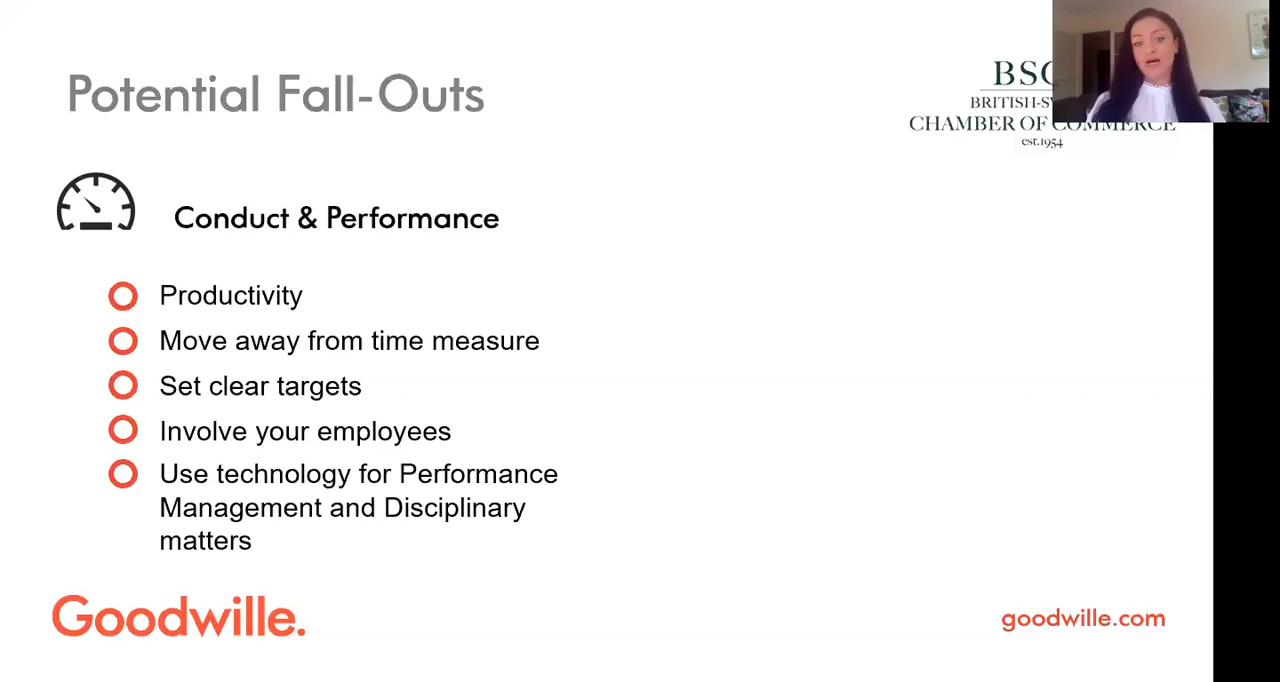 Potential Fall-Outs
BSC
BRITISH-S
CHAMBER OF COMMERCE
est.1954
Conduct & Performance
Productivity
Move away from time measure
Set clear targets
Involve your employees
Use technology for Performance
Management and Disciplinary
matters
Goodwille.
goodwille.com